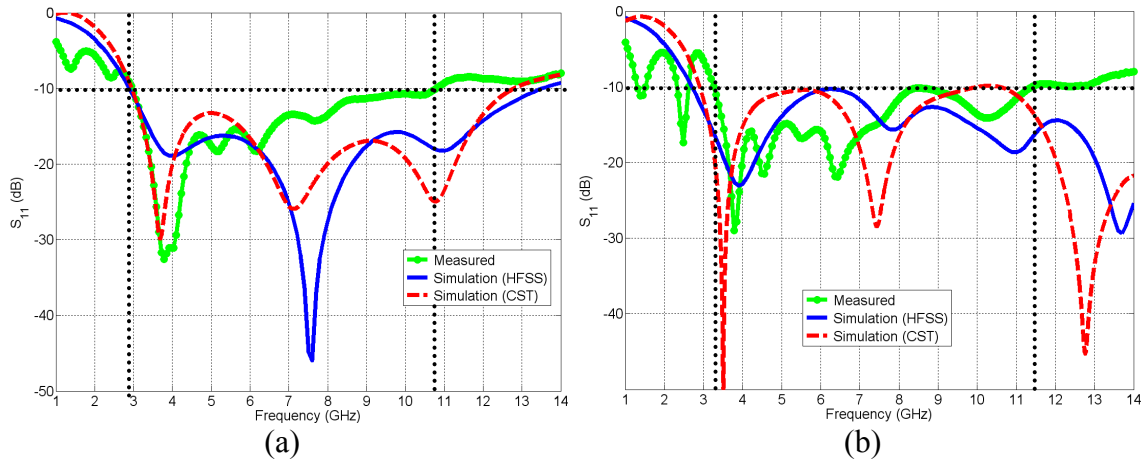 0
-10
-20
-30
-40
-50
S11 (dB)
1 2 3 4 5 6 7 8 9 10 11 12 13 14
Frequency (GHz)
Measured
Simulation (HFSS)
Simulation (CST)
(a)
0
-10
-20
-30
-40
S11 (dB)
1 2 3 4 5 6 7 8 9 10 11 12 13 14
Frequency (GHz)
Measured
Simulation (HFSS)
Simulation (CST)
(b)